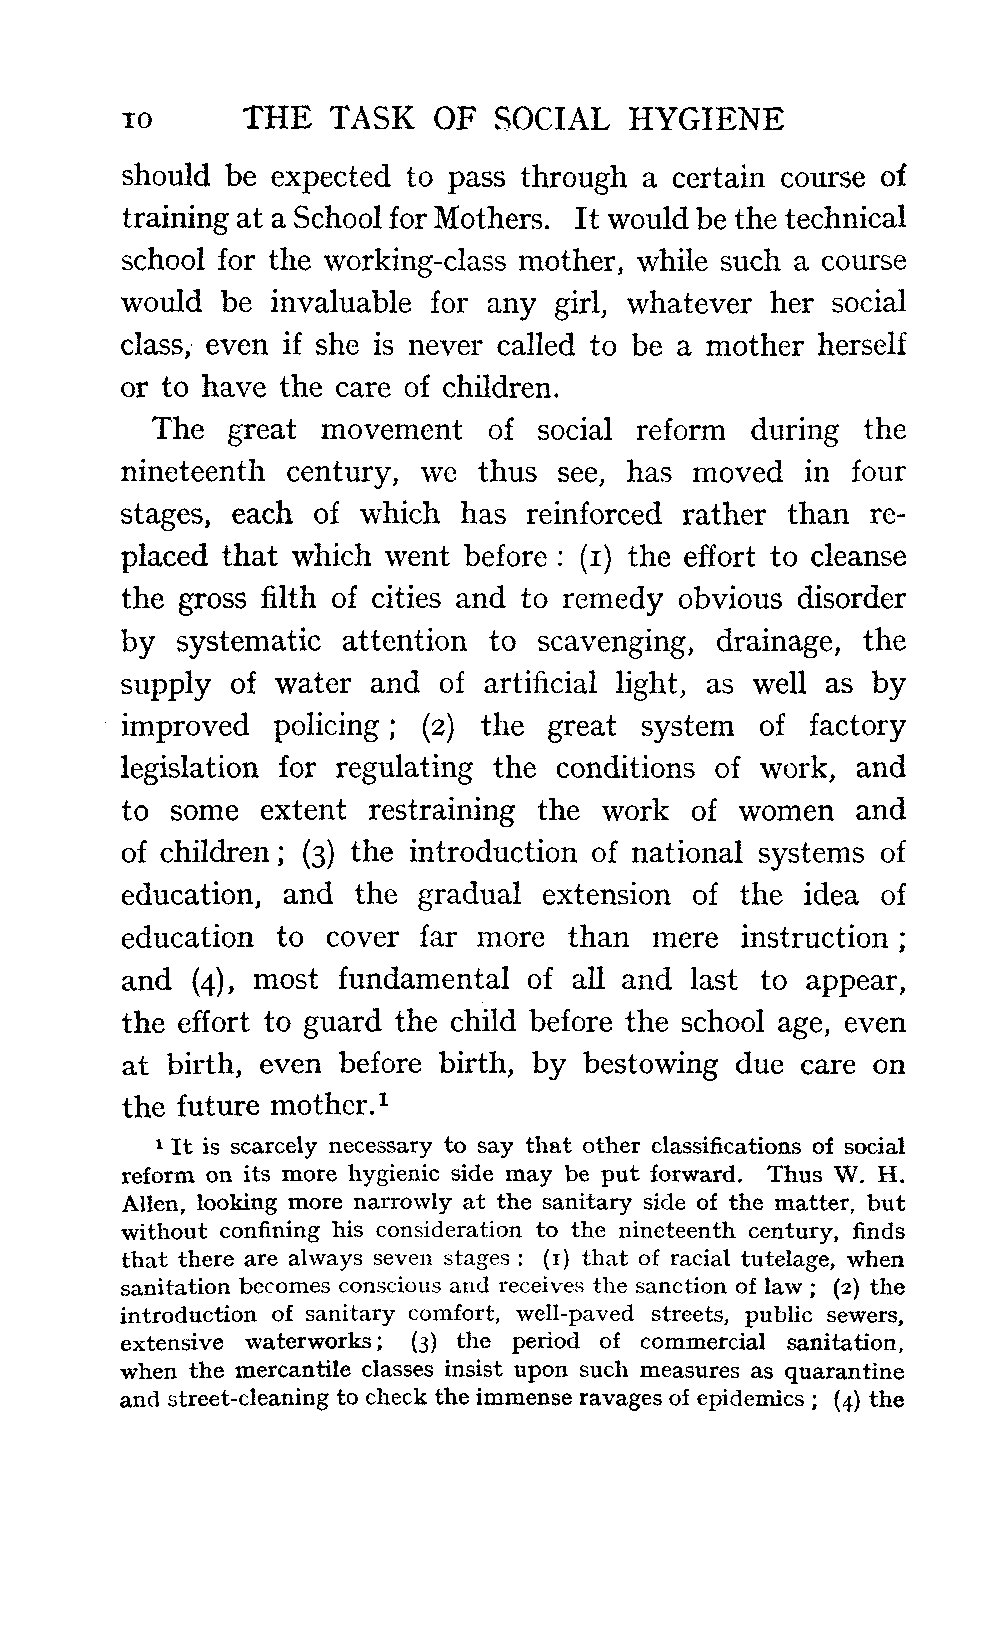 10 THE TASK OF SOCIAL HYGIENE
should be expected to pass through a certain course of
training at a School for Mothers. It would be the technical
school for the working-class mother, while such a course
would be invaluable for any girl, whatever her social
class, even if she is never called to be a mother herself
or to have the care of children.
The great movement of social reform during the
nineteenth century, we thus see, has moved in four
stages, each of which has reinforced rather than re-
placed that which went before : (1) the effort to cleanse
the gross filth of cities and to remedy obvious disorder
by systematic attention to scavenging, drainage, the
supply of water and of artificial light, as well as by
improved policing ; (2) the great system of factory
legislation for regulating the conditions of work, and
to some extent restraining the work of women and
of children ; (3) the introduction of national systems of
education, and the gradual extension of the idea of
education to cover far more than mere instruction ;
and (4), most fundamental of all and last to appear,
the effort to guard the child before the school age, even
at birth, even before birth, by bestowing due care on
the future mother.¹
¹ It is scarcely necessary to say that other classifications of social
reform on its more hygienic side may be put forward. Thus W. H.
Allen, looking more narrowly at the sanitary side of the matter, but
without confining his consideration to the nineteenth century, finds
that there are always seven stages : (1) that of racial tutelage, when
sanitation becomes conscious and receives the sanction of law ; (2) the
introduction of sanitary comfort, well-paved streets, public sewers,
extensive waterworks ; (3) the period of commercial sanitation,
when the mercantile classes insist upon such measures as quarantine
and street-cleaning to check the immense ravages of epidemics ; (4) the